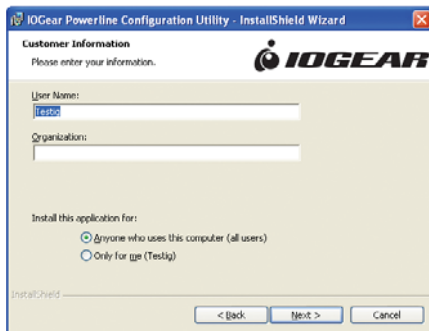 IOGear Powerline Configuration Utility - InstallShield Wizard
Customer Information
Please enter your information.
IOGEAR
User Name:
Testig
Organization:
Install this application for:
Anyone who uses this computer (all users)
Only for me (Testig)
InstallShield
< Back Next > Cancel